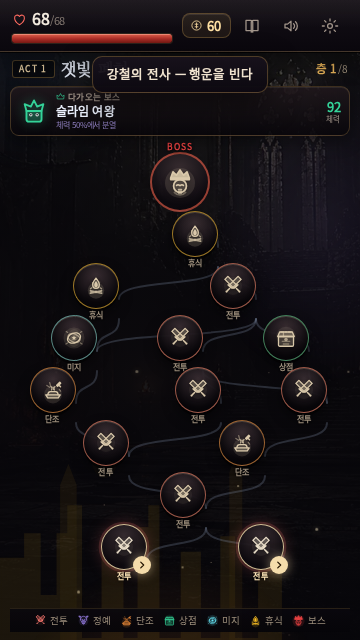 68/68
60
ACT 1 잿빛
강철의 전사 — 행운을 빈다
층 1/8
다가오는 보스
슬라임 여왕
체력 50%에서 분열
92
체력
BOSS
휴식
휴식
전투
미지
전투
상점
단조
전투
전투
전투
단조
전투
전투
전투
전투 정예 단조 상점 미지 휴식 보스